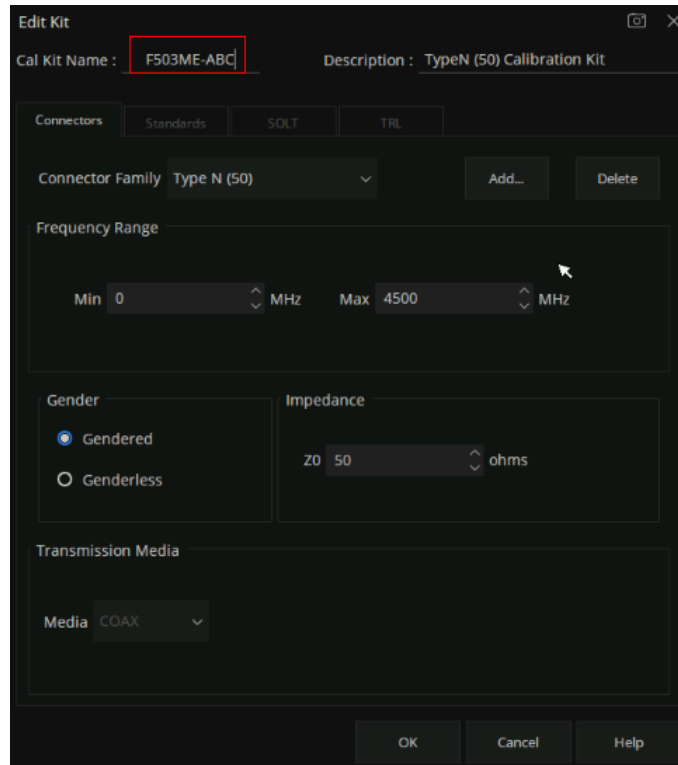 Edit Kit
Cal Kit Name : F503ME-ABC Description : TypeN (50) Calibration Kit
Connectors Standards SOLT TRL
Connector Family Type N (50) Add... Delete
Frequency Range
Min 0 MHz Max 4500 MHz
Gender Impedance
Gendered
Z0 50 ohms
Genderless
Transmission Media
Media COAX
OK Cancel Help